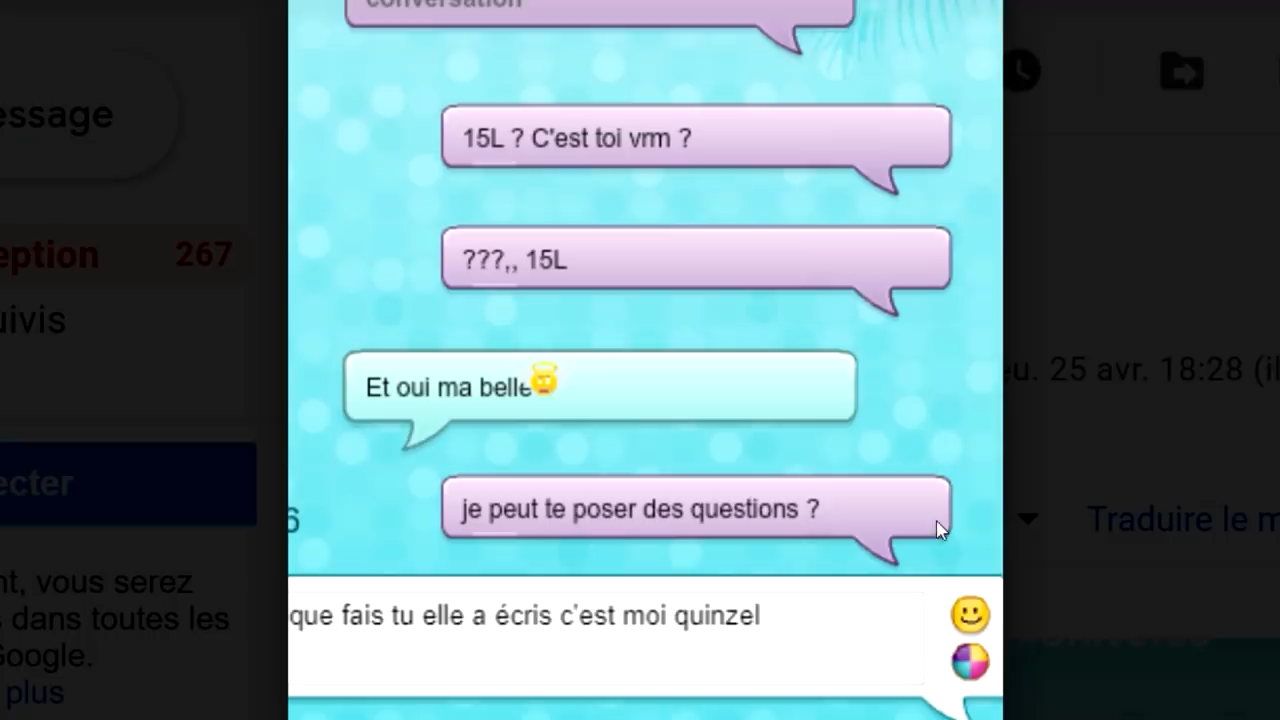 conversation
essage
15L ? C'est toi vrm ?
eption 267
???,, 15L
uivis
eu. 25 avr. 18:28 (il
Et oui ma belle
ecter
je peut te poser des questions ?
6
Traduire le m
nt, vous serez
s dans toutes les
Google.
plus
que fais tu elle a écris c'est moi quinzel